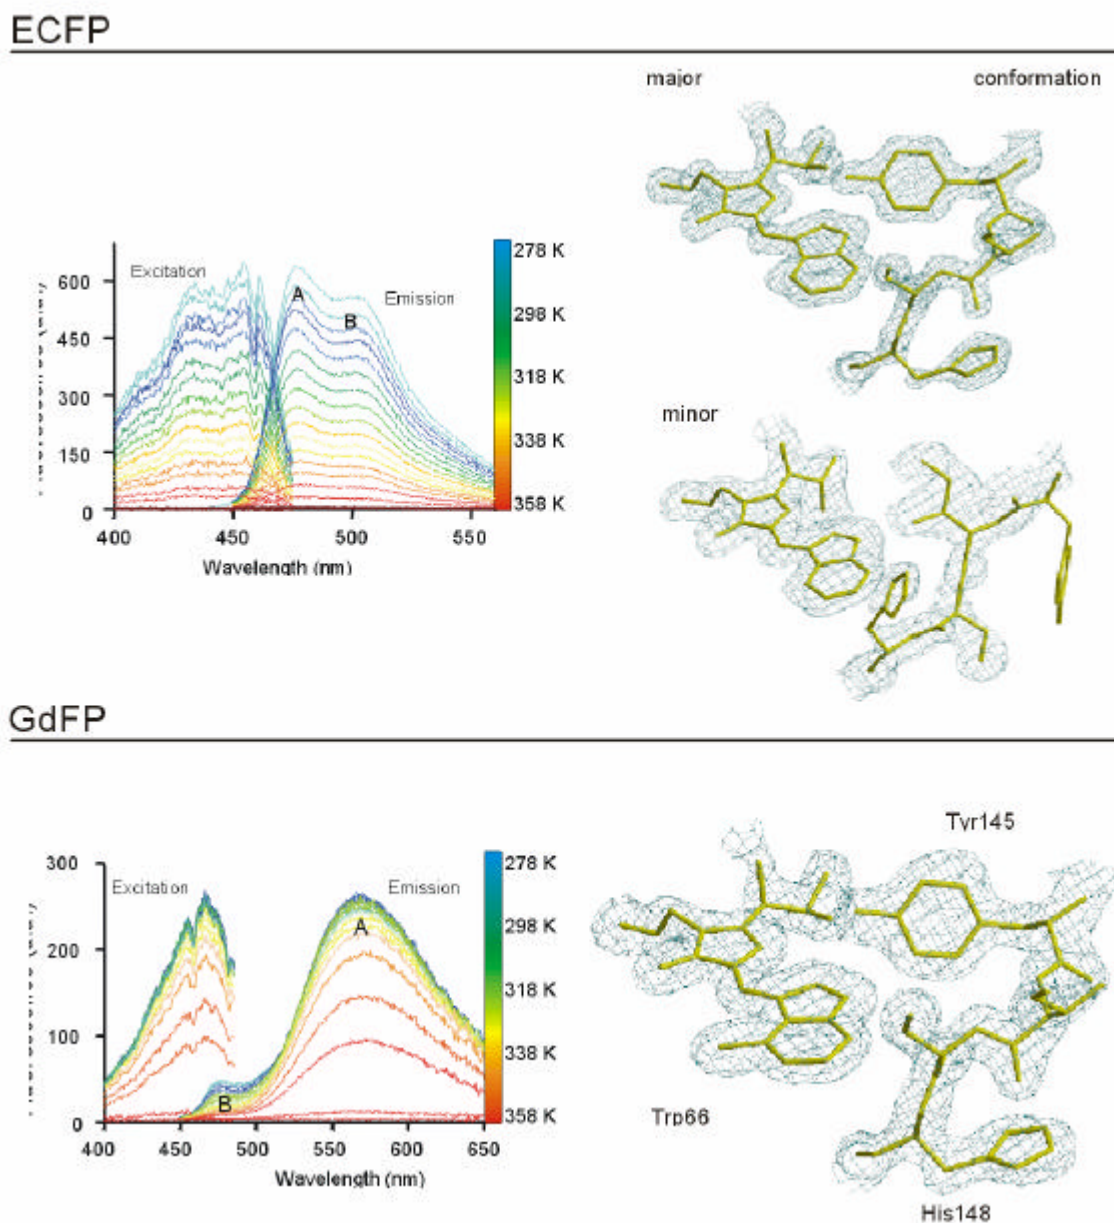 ECFP
major conformation
Excitation
Emission
A
B
600
450
300
150
0
400 450 500 550
Wavelength (nm)
278 K
298 K
318 K
338 K
358 K
minor
GdFP
300
200
100
0
Excitation
Emission
A
B
400 450 500 550 600 650
Wavelength (nm)
278 K
298 K
318 K
338 K
358 K
Tyr145
Trp66
His148